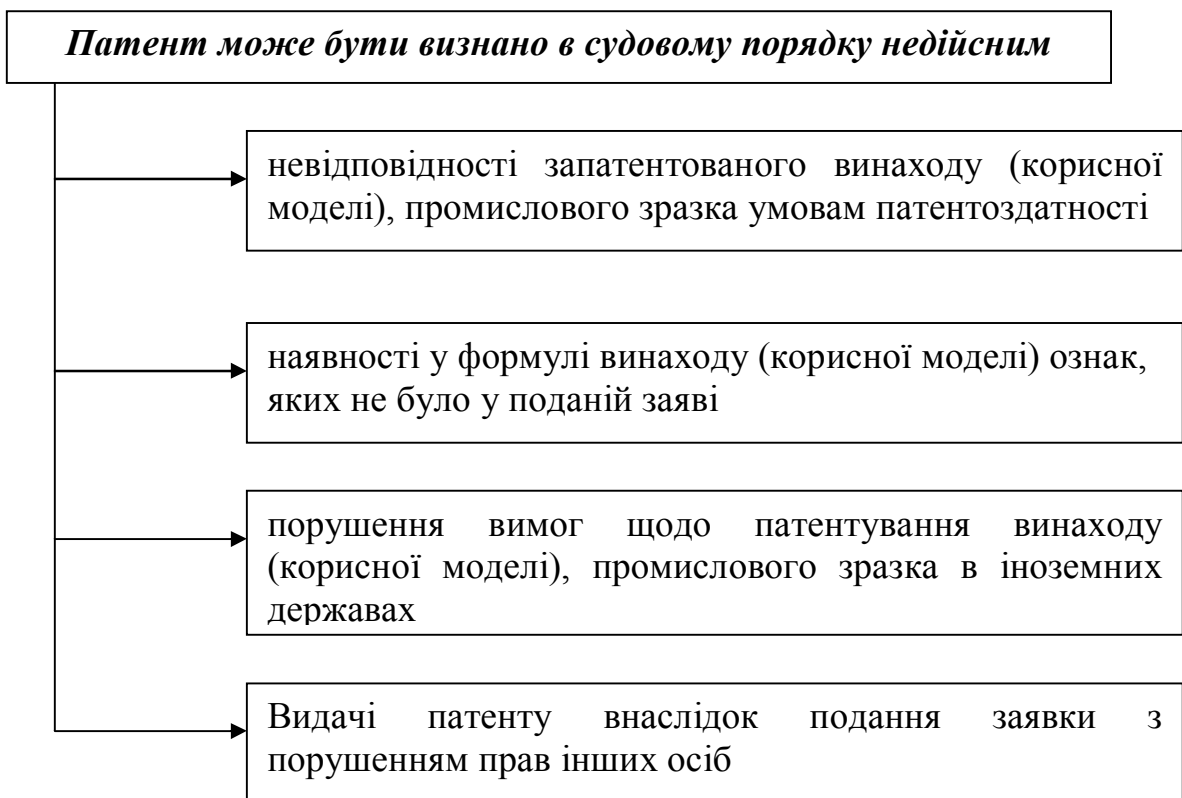 Патент може бути визнано в судовому порядку недійсним
невідповідності запатентованого винаходу (корисної
моделі), промислового зразка умовам патентоздатності
наявності у формулі винаходу (корисної моделі) ознак,
яких не було у поданій заяві
порушення вимог щодо патентування винаходу
(корисної моделі), промислового зразка в іноземних
державах
Видачі патенту внаслідок подання заявки з
порушенням прав інших осіб